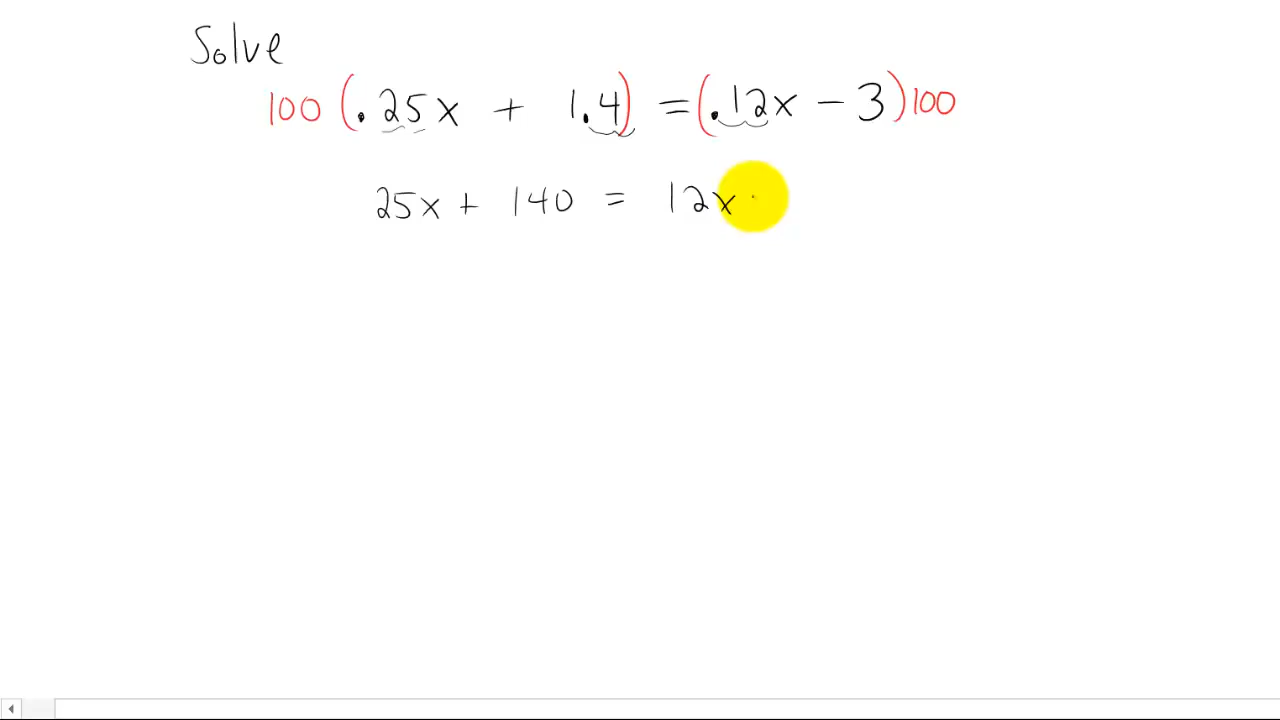 Solve
100 (.25x + 1.4) = (.12x - 3)100
25x + 140 = 12x